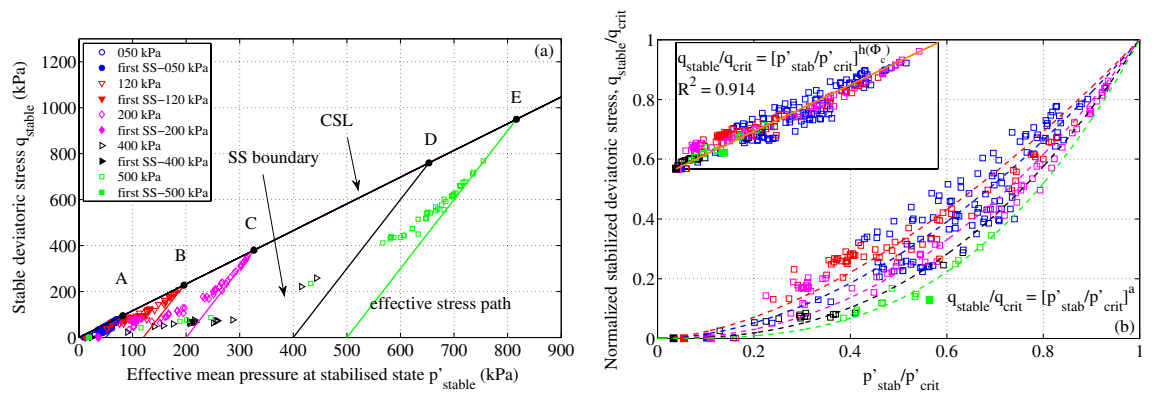 Stable deviatoric stress q_stable (kPa)
1200
1000
800
600
400
200
0
0 100 200 300 400 500 600 700 800 900
Effective mean pressure at stabilised state p'_stable (kPa)
050 kPa
first SS−050 kPa
120 kPa
first SS−120 kPa
200 kPa
first SS−200 kPa
400 kPa
first SS−400 kPa
500 kPa
first SS−500 kPa
(a)
A
B
C
D
E
CSL
SS boundary
effective stress path
Normalized stabilized deviatoric stress, q_stable/q_crit
1
0.8
0.6
0.4
0.2
0
0 0.2 0.4 0.6 0.8 1
p'_stab/p'_crit
q_stable/q_crit = [p'_stab/p'_crit]^h(Φ_c)
R² = 0.914
q_stable/q_crit = [p'_stab/p'_crit]^a
(b)